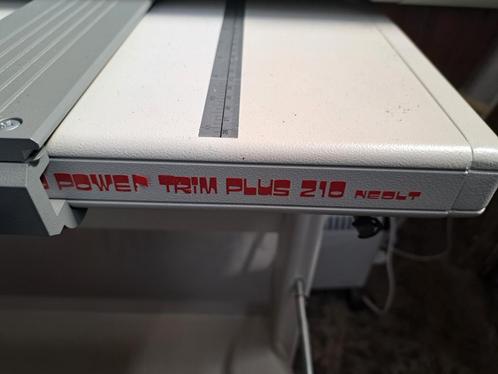 POWER TRIM PLUS 210 NEOLT